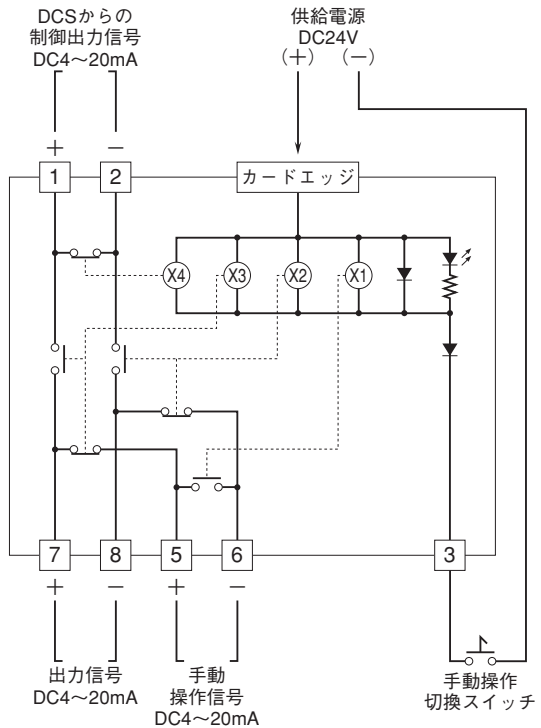 DCSからの
制御出力信号
DC4～20mA
供給電源
DC24V
（＋） （－）
＋ －
1 2 カードエッジ
X4 X3 X2 X1
7 8 5 6 3
＋ － ＋ －
出力信号
DC4～20mA
手動
操作信号
DC4～20mA
手動操作
切換スイッチ